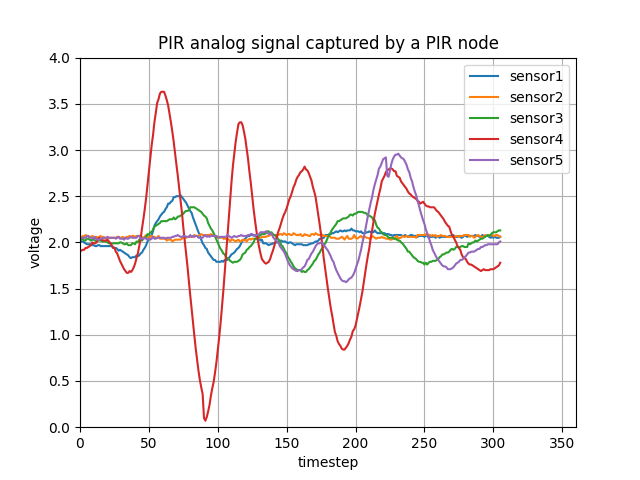 PIR analog signal captured by a PIR node
4.0
3.5
3.0
2.5
2.0
1.5
1.0
0.5
0.0
voltage
sensor1
sensor2
sensor3
sensor4
sensor5
0 50 100 150 200 250 300 350
timestep